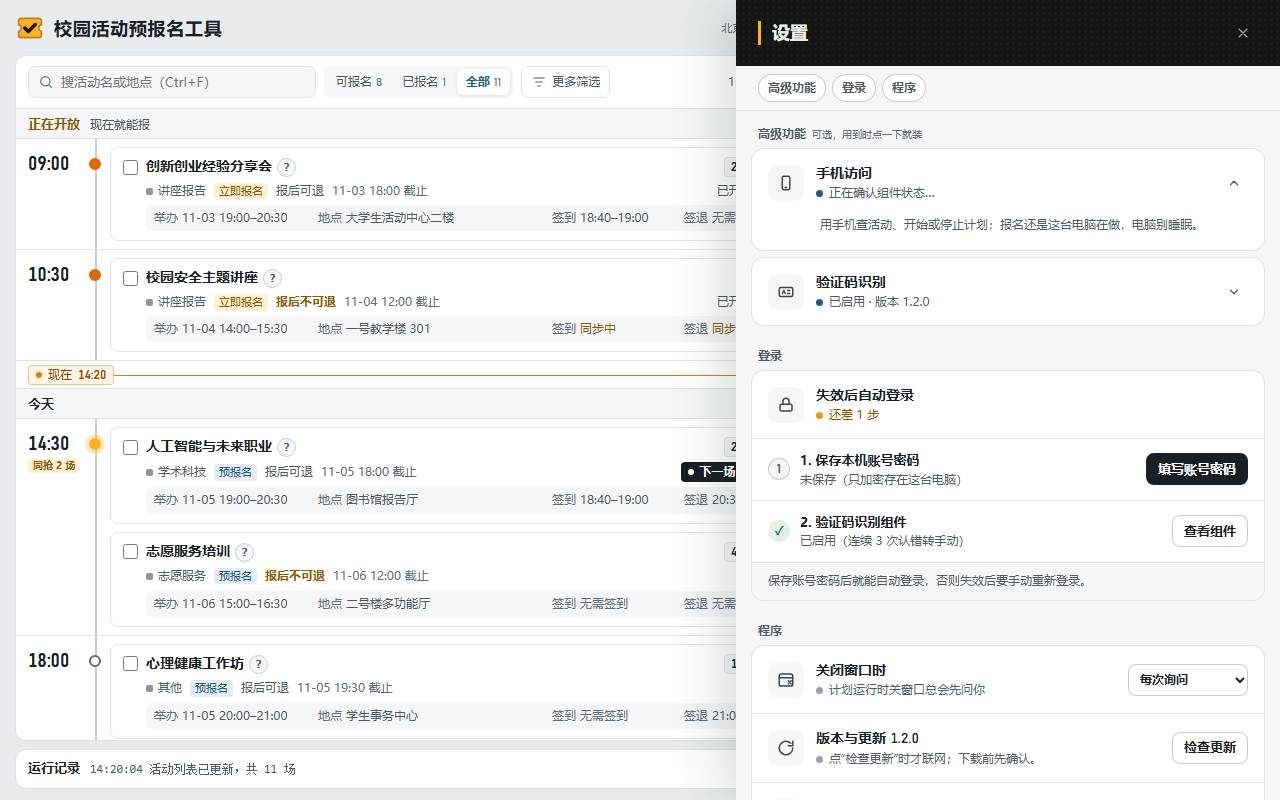 校园活动预报名工具
搜活动名或地点（Ctrl+F）
可报名 8
已报名 1
全部 11
更多筛选
正在开放 现在就能报
09:00
创新创业经验分享会 ?
讲座报告 立即报名 报后可退 11-03 18:00 截止
举办 11-03 19:00–20:30 地点 大学生活动中心二楼 签到 18:40–19:00 签退 无需
10:30
校园安全主题讲座 ?
讲座报告 立即报名 报后不可退 11-04 12:00 截止
举办 11-04 14:00–15:30 地点 一号教学楼 301 签到 同步中 签退 同步
现在 14:20
今天
14:30
同抢 2 场
人工智能与未来职业 ?
学术科技 预报名 报后可退 11-05 18:00 截止 下一场
举办 11-05 19:00–20:30 地点 图书馆报告厅 签到 18:40–19:00 签退 20:3
志愿服务培训 ?
志愿服务 预报名 报后不可退 11-06 12:00 截止
举办 11-06 15:00–16:30 地点 二号楼多功能厅 签到 无需签到 签退 无需
18:00
心理健康工作坊 ?
其他 预报名 报后可退 11-05 19:30 截止
举办 11-05 20:00–21:00 地点 学生事务中心 签到 无需签到 签退 21:0
运行记录 14:20:04 活动列表已更新，共 11 场
设置
高级功能
登录
程序
高级功能 可选，用到时点一下就装
手机访问
正在确认组件状态…
用手机查活动、开始或停止计划；报名还是这台电脑在做，电脑别睡眠。
验证码识别
已启用 · 版本 1.2.0
登录
失效后自动登录
还差 1 步
1
1. 保存本机账号密码
未保存（只加密存在这台电脑）
填写账号密码
2. 验证码识别组件
已启用（连续 3 次认错转手动）
查看组件
保存账号密码后就能自动登录，否则失效后要手动重新登录。
程序
关闭窗口时
计划运行时关窗口总会先问你
每次询问
版本与更新 1.2.0
点“检查更新”时才联网；下载前先确认。
检查更新